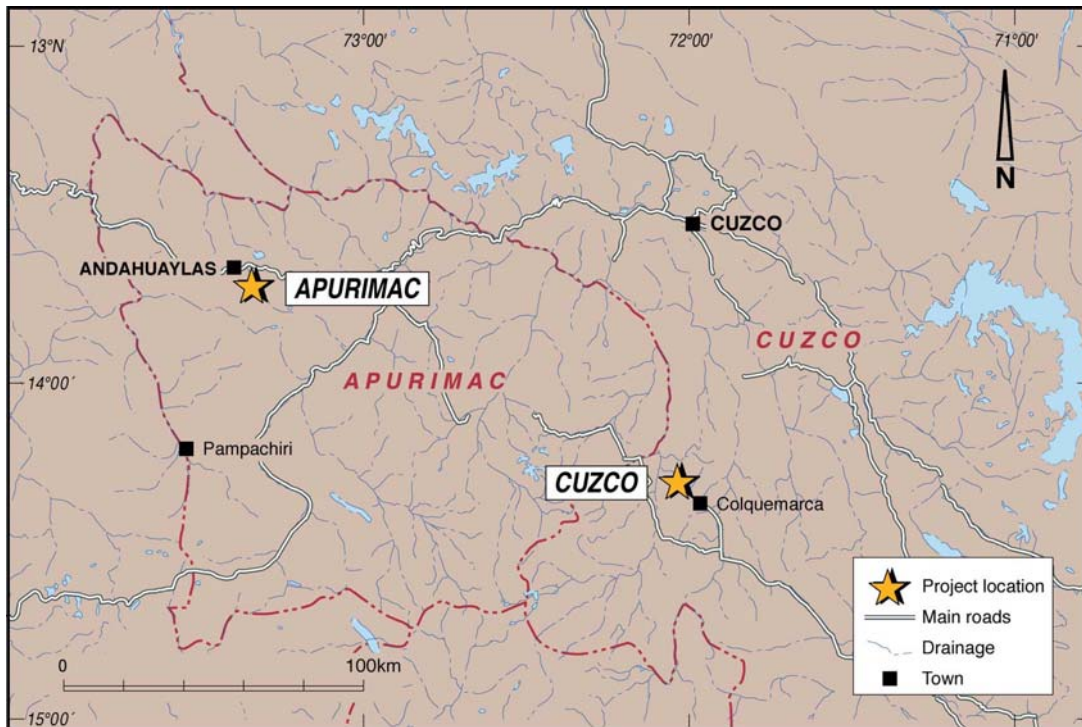 13°N
73°00'
72°00'
71°00'
N
CUZCO
ANDAHUAYLAS
APURIMAC
CUZCO
APURIMAC
14°00'
Pampachiri
CUZCO
Colquemarca
Project location
Main roads
Drainage
Town
0 100km
15°00'